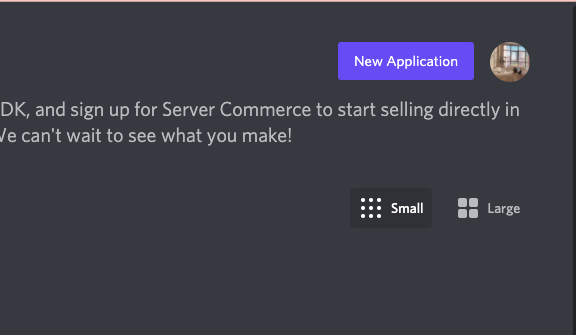 New Application
DK, and sign up for Server Commerce to start selling directly in
We can't wait to see what you make!
Small
Large